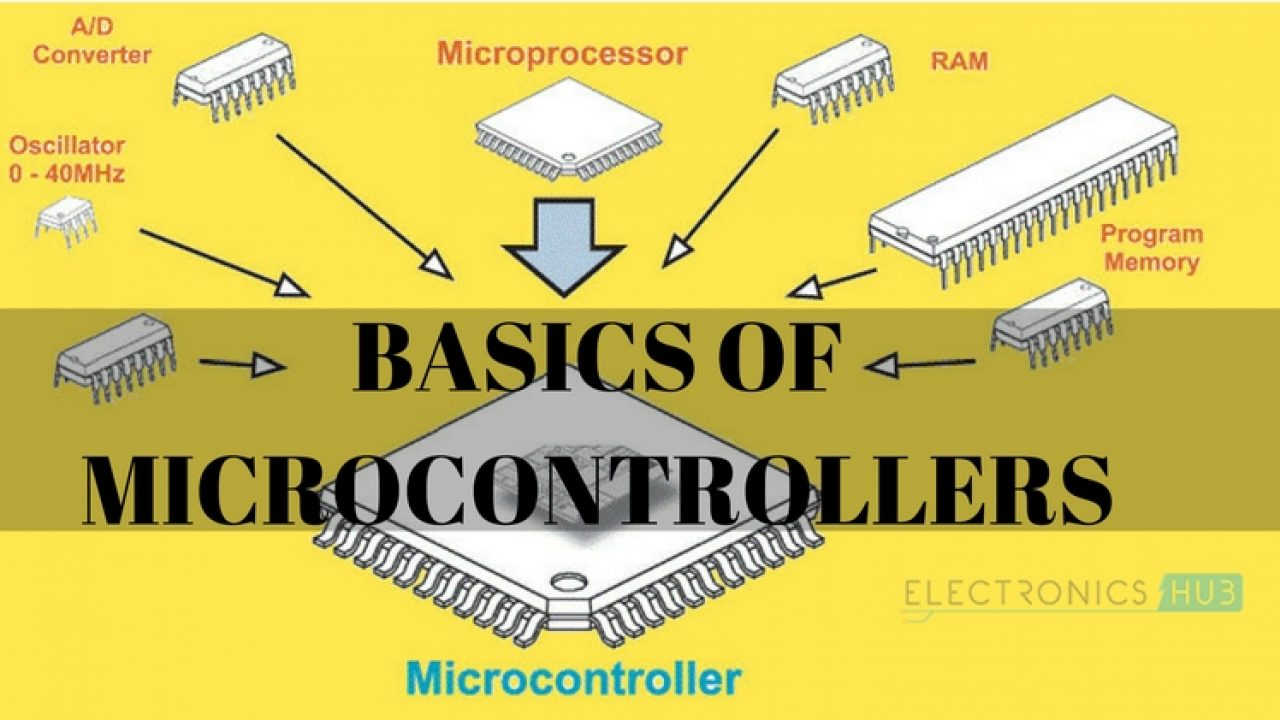 A/D
Converter
Microprocessor
RAM
Oscillator
0 - 40MHz
Program
Memory
BASICS OF
MICROCONTROLLERS
ELECTRONICS HUB
Microcontroller